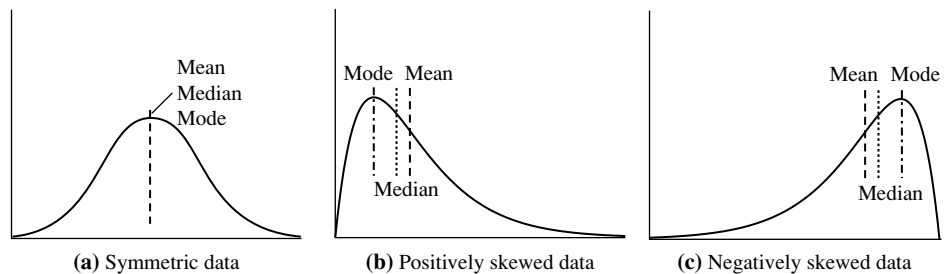 Mean
Median
Mode
(a) Symmetric data
Mode
Mean
Median
(b) Positively skewed data
Mean
Mode
Median
(c) Negatively skewed data